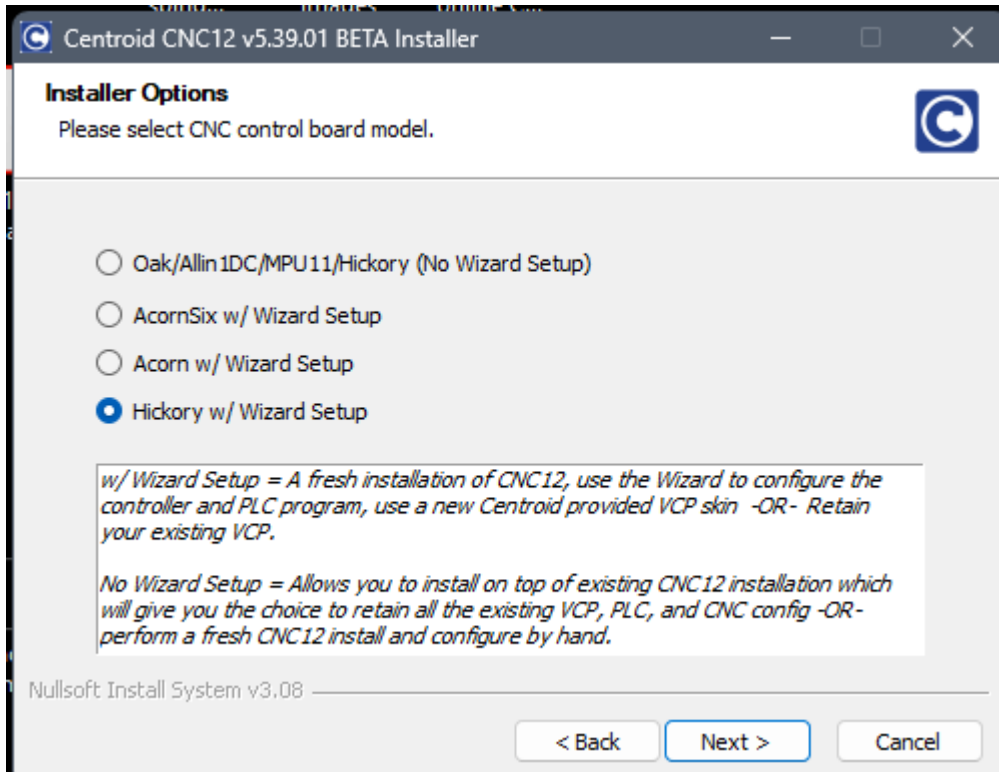 Centroid CNC12 v5.39.01 BETA Installer
Installer Options
Please select CNC control board model.
Oak/Allin1DC/MPU11/Hickory (No Wizard Setup)
AcornSix w/ Wizard Setup
Acorn w/ Wizard Setup
Hickory w/ Wizard Setup
w/ Wizard Setup = A fresh installation of CNC12, use the Wizard to configure the
controller and PLC program, use a new Centroid provided VCP skin -OR- Retain
your existing VCP.
No Wizard Setup = Allows you to install on top of existing CNC12 installation which
will give you the choice to retain all the existing VCP, PLC, and CNC config -OR-
perform a fresh CNC12 install and configure by hand.
Nullsoft Install System v3.08
< Back
Next >
Cancel